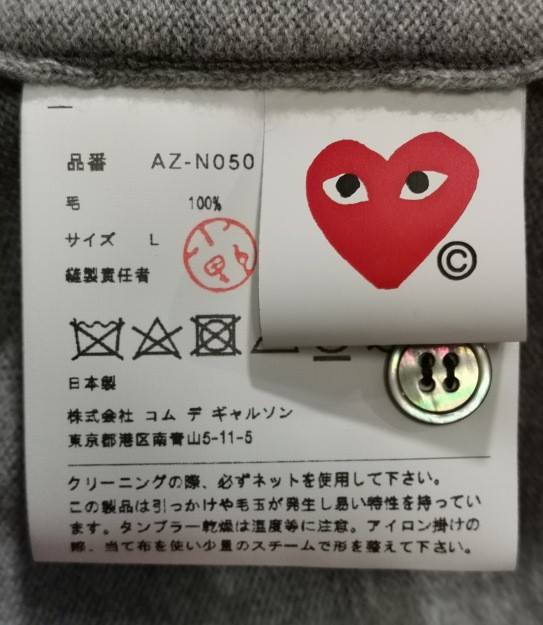 品番 AZ-N050
毛 100%
サイズ L
縫製責任者
©
日本製
株式会社 コム デ ギャルソン
東京都港区南青山5-11-5
クリーニングの際、必ずネットを使用して下さい。
この製品は引っかけや毛玉が発生し易い特性を持ってい
ます。タンブラー乾燥は湿度等に注意。アイロン掛けの
際、当て布を使い少量のスチームで形を整えて下さい。